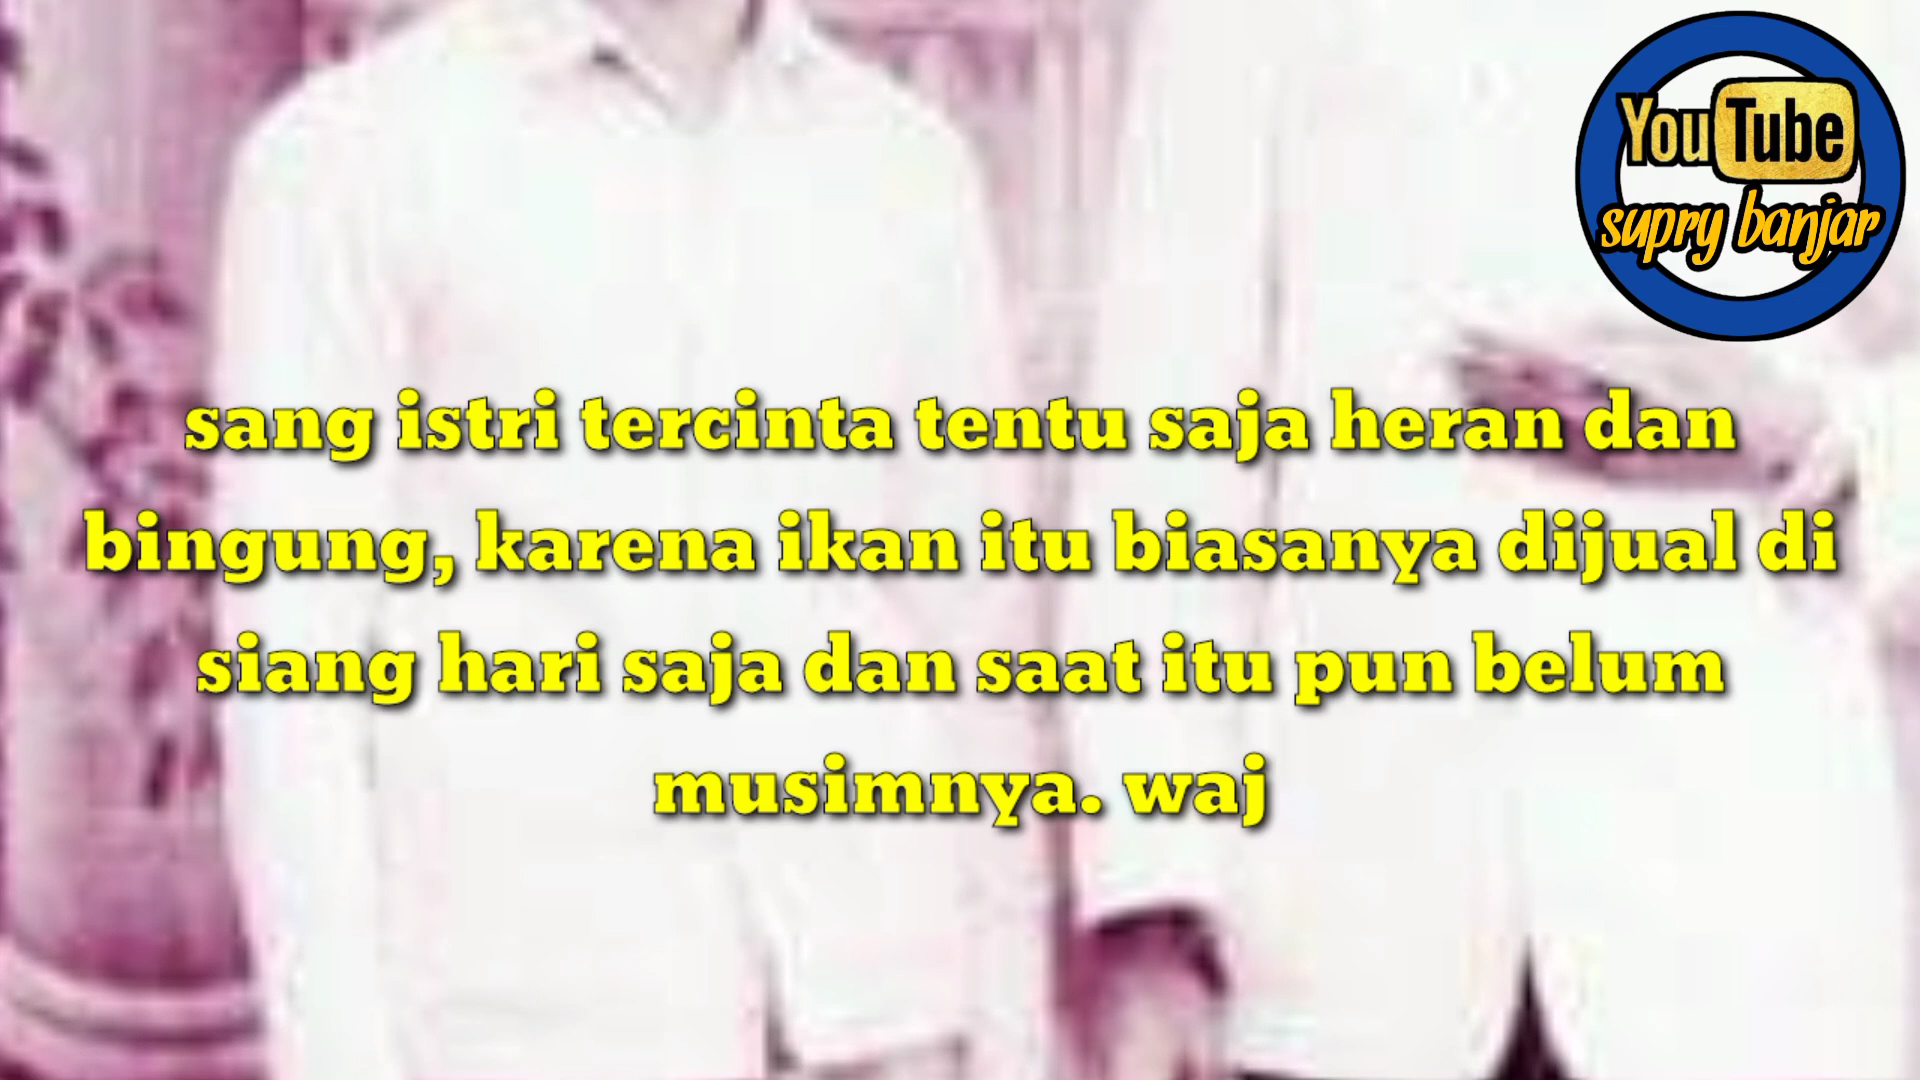 YouTube
supry banjar
sang istri tercinta tentu saja heran dan
bingung, karena ikan itu biasanya dijual di
siang hari saja dan saat itu pun belum
musimnya. waj